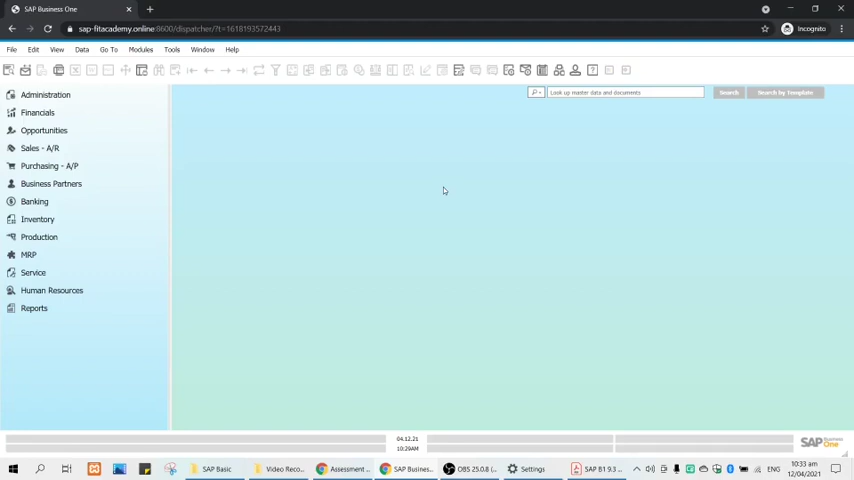 SAP Business One
sap-fitacademy.online:8600/dispatcher/?t=1618193572443
Incognito
File Edit View Data Go To Modules Tools Window Help
Look up master data and documents
Search
Search by Template
Administration
Financials
Opportunities
Sales - A/R
Purchasing - A/P
Business Partners
Banking
Inventory
Production
MRP
Service
Human Resources
Reports
04.12.21
10:29AM
SAP Business One
SAP Basic
Video Reco...
Assessment ...
SAP Busines...
OBS 25.0.8 (...
Settings
SAP B1 9.3 ...
ENG
10:33 am
12/04/2021